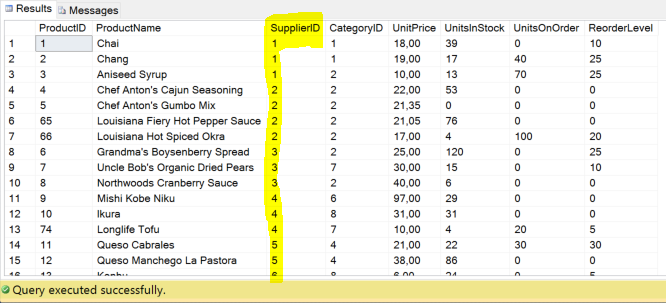 Results Messages
ProductID ProductName SupplierID CategoryID UnitPrice UnitsInStock UnitsOnOrder ReorderLevel
1 1 Chai 1 1 18,00 39 0 10
2 2 Chang 1 1 19,00 17 40 25
3 3 Aniseed Syrup 1 2 10,00 13 70 25
4 4 Chef Anton's Cajun Seasoning 2 2 22,00 53 0 0
5 5 Chef Anton's Gumbo Mix 2 2 21,35 0 0 0
6 65 Louisiana Fiery Hot Pepper Sauce 2 2 21,05 76 0 0
7 66 Louisiana Hot Spiced Okra 2 2 17,00 4 100 20
8 6 Grandma's Boysenberry Spread 3 2 25,00 120 0 25
9 7 Uncle Bob's Organic Dried Pears 3 7 30,00 15 0 10
10 8 Northwoods Cranberry Sauce 3 2 40,00 6 0 0
11 9 Mishi Kobe Niku 4 6 97,00 29 0 0
12 10 Ikura 4 8 31,00 31 0 0
13 74 Longlife Tofu 4 7 10,00 4 20 5
14 11 Queso Cabrales 5 4 21,00 22 30 30
15 12 Queso Manchego La Pastora 5 4 38,00 86 0 0
16 13 Konbu 6 8 6,00 24 0 5
Query executed successfully.